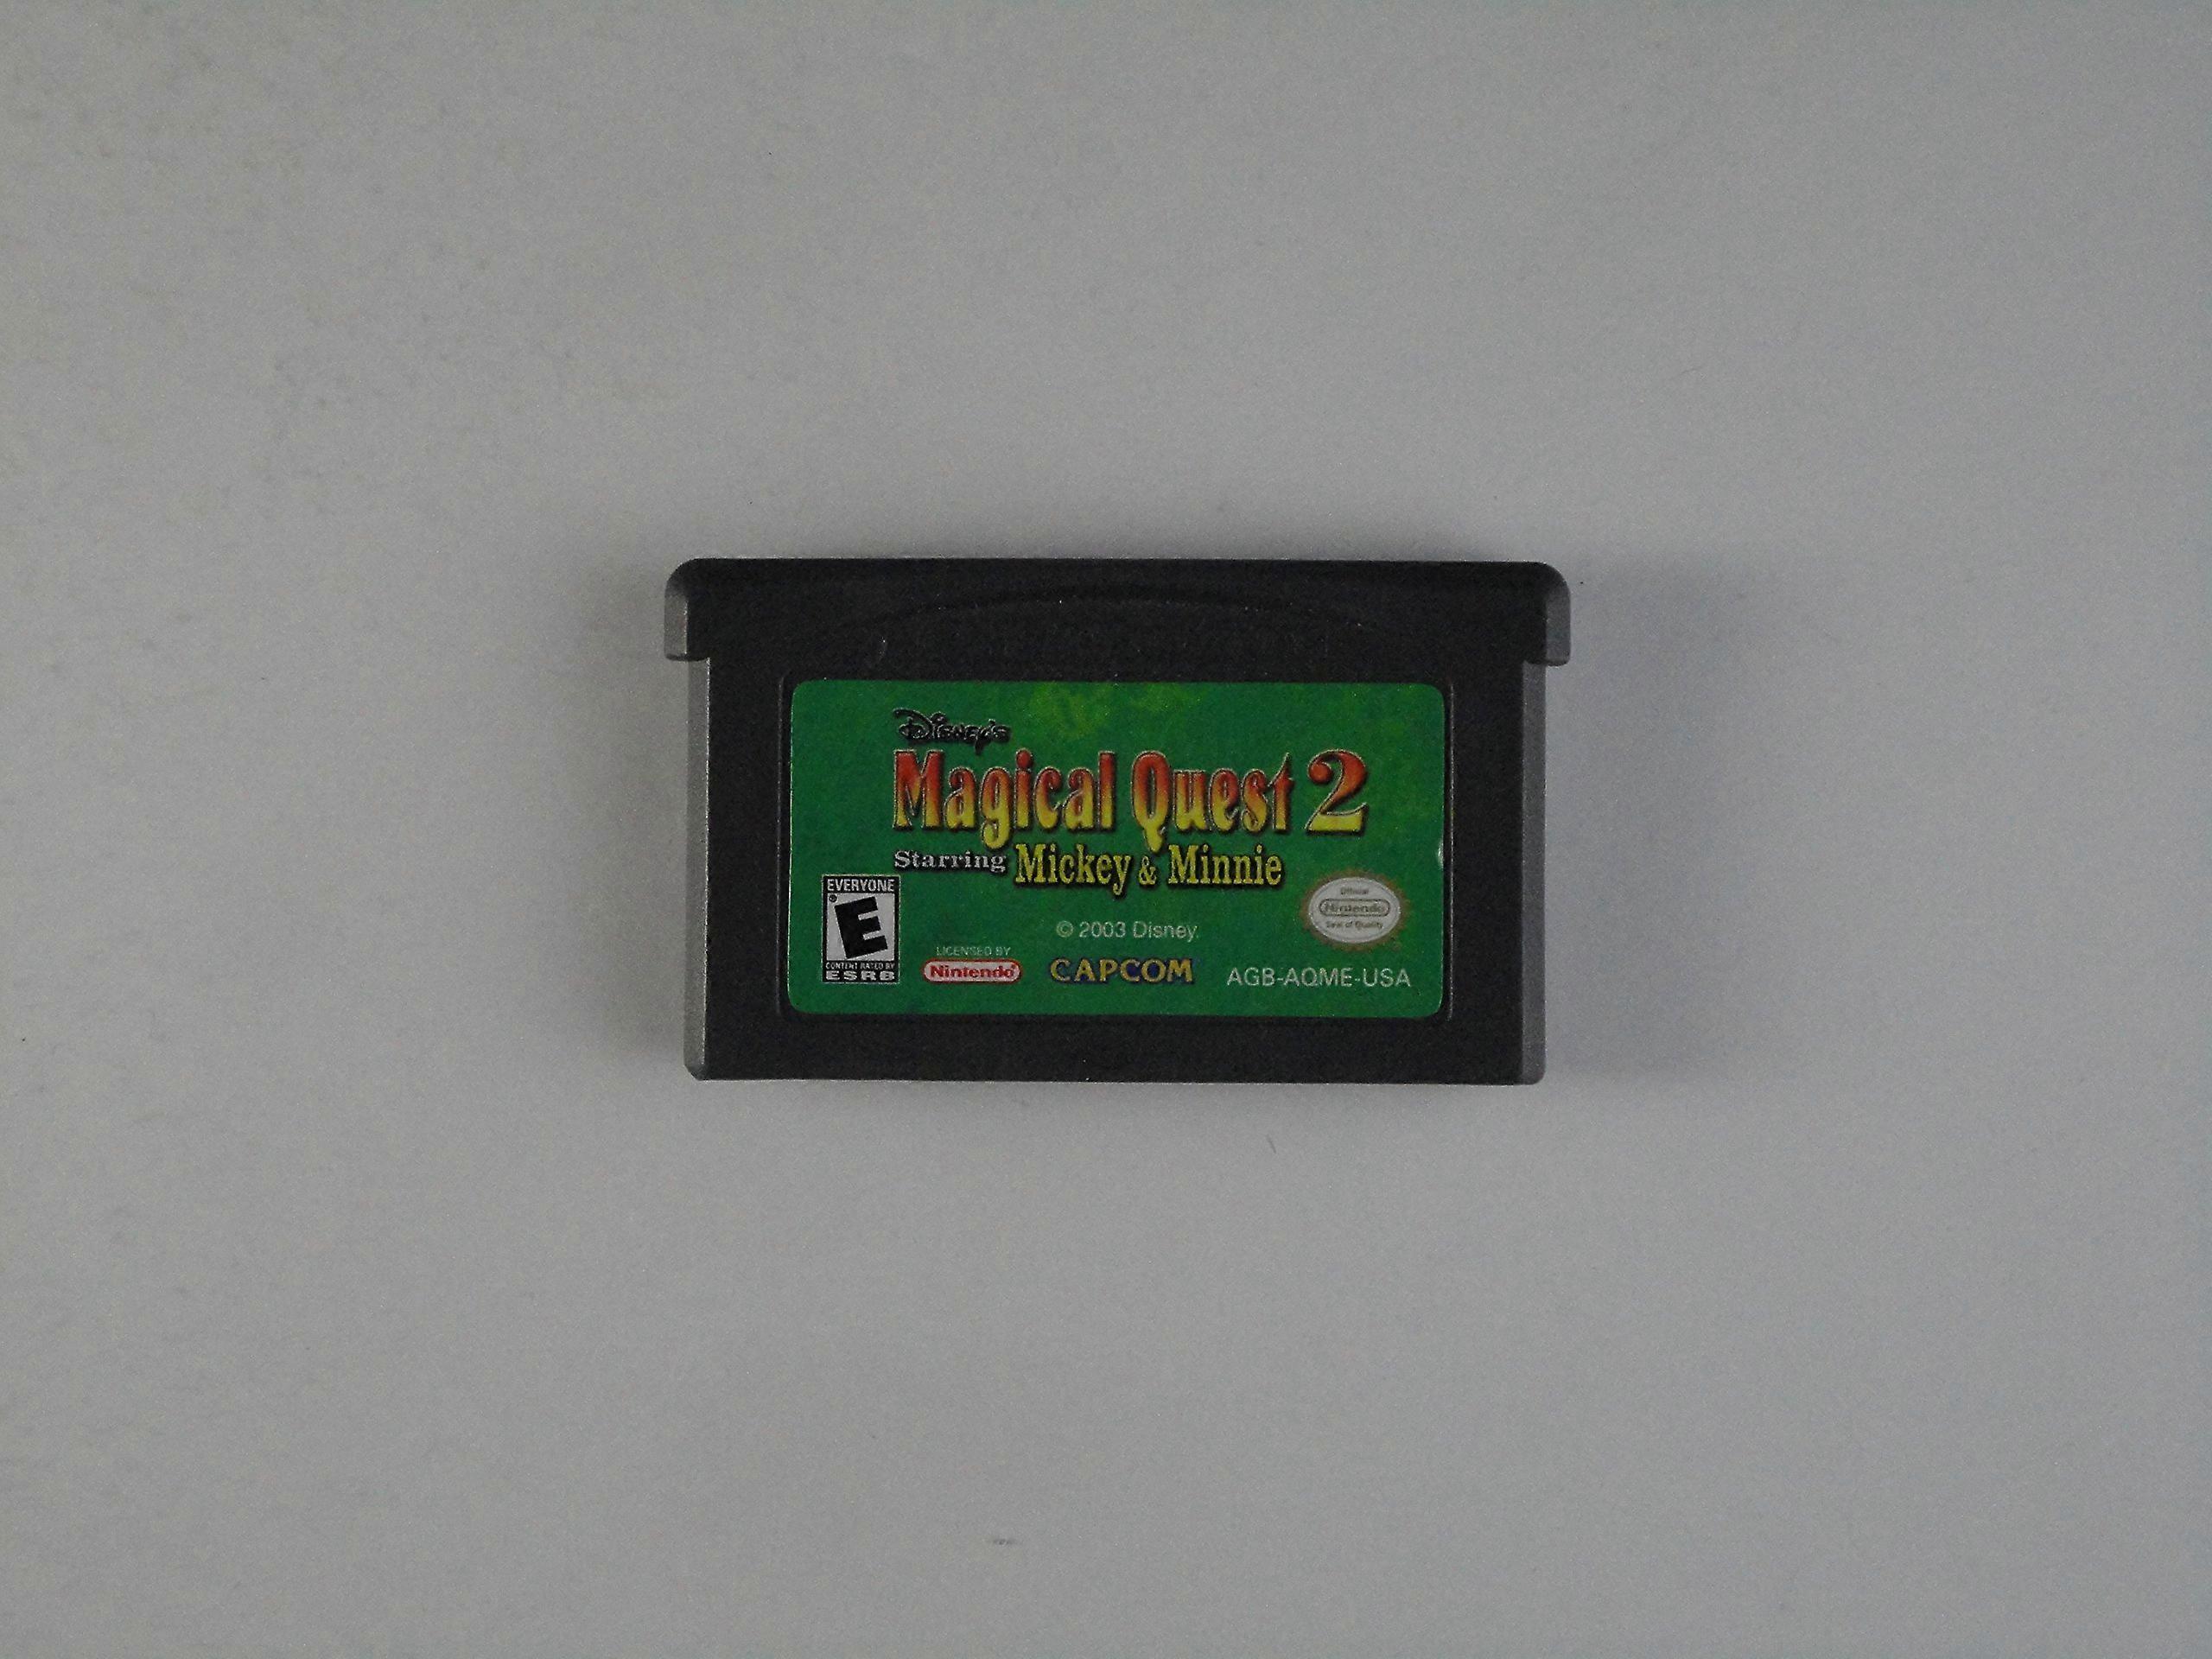 Disney's
Magical Quest 2
Starring Mickey & Minnie
EVERYONE
E
CONTENT RATED BY
ESRB
© 2003 Disney.
LICENSED BY
Nintendo
CAPCOM
Official
Nintendo
Seal of Quality
AGB-AQME-USA